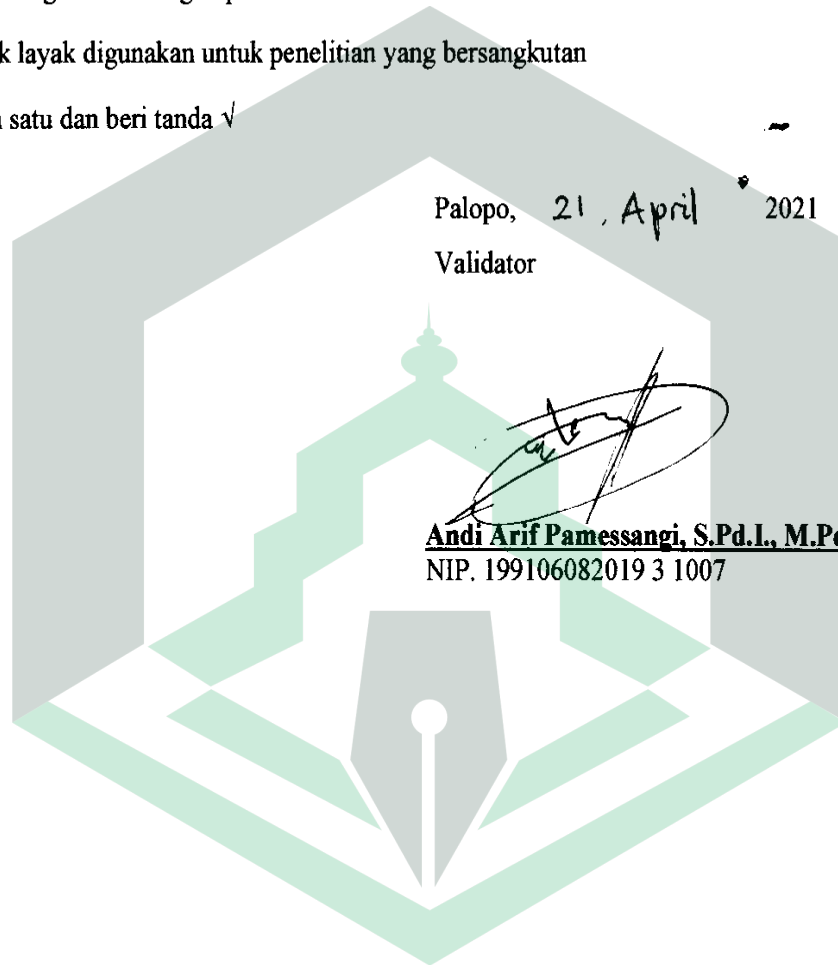 k layak digunakan untuk penelitian yang bersangkutan
satu dan beri tanda √
Palopo, 21, April 2021
Validator
Andi Arif Pamessangi, S.Pd.I., M.Pd
NIP. 199106082019 3 1007